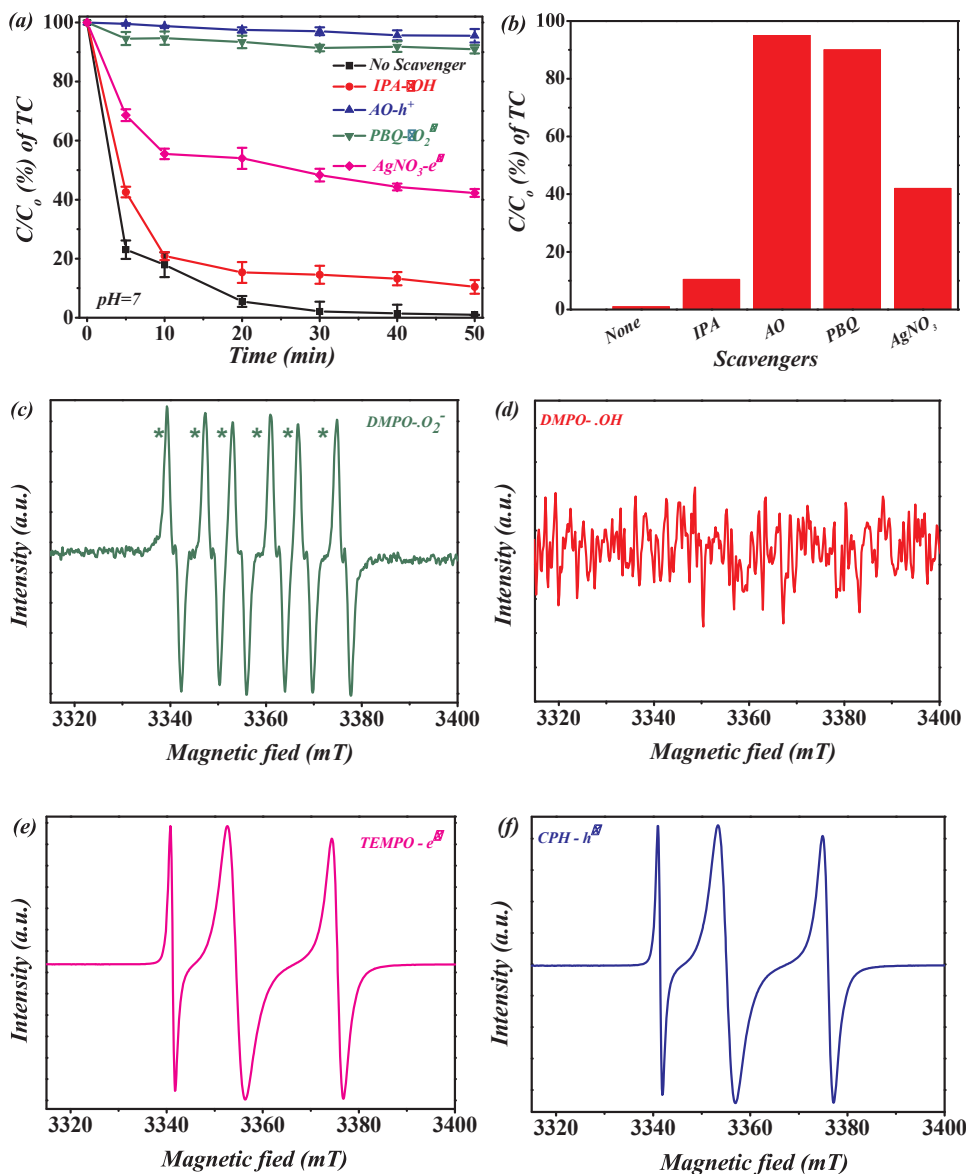 (a)
C/Cₒ (%) of TC
100
80
60
40
20
0
No Scavenger
IPA-OH
AO-h⁺
PBQ-O₂
AgNO₃-e
pH=7
0 10 20 30 40 50
Time (min)
(b)
C/Cₒ (%) of TC
100
80
60
40
20
0
None IPA AO PBQ AgNO₃
Scavengers
(c)
DMPO-.O₂⁻
Intensity (a.u.)
3320 3340 3360 3380 3400
Magnetic fied (mT)
* * * * * *
(d)
DMPO- .OH
Intensity (a.u.)
3320 3340 3360 3380 3400
Magnetic fied (mT)
(e)
TEMPO - e
Intensity (a.u.)
3320 3340 3360 3380 3400
Magnetic fied (mT)
(f)
CPH - h
Intensity (a.u.)
3320 3340 3360 3380 3400
Magnetic fied (mT)